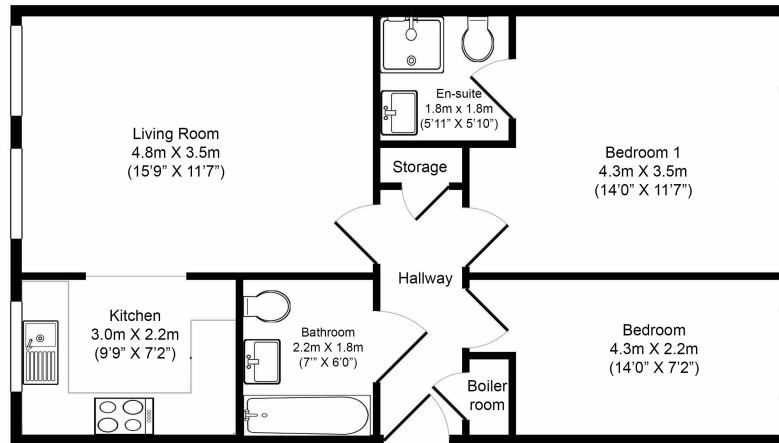 En-suite
1.8m x 1.8m
(5'11" X 5'10")
Living Room
4.8m X 3.5m
(15'9" X 11'7")
Storage
Bedroom 1
4.3m X 3.5m
(14'0" X 11'7")
Hallway
Kitchen
3.0m X 2.2m
(9'9" X 7'2")
Bathroom
2.2m X 1.8m
(7'" X 6'0")
Bedroom
4.3m X 2.2m
(14'0" X 7'2")
Boiler
room